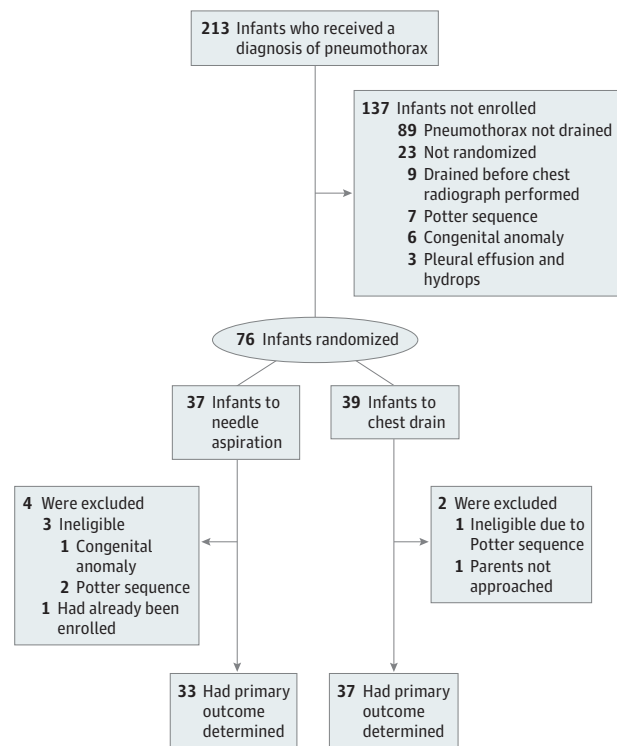 213 Infants who received a
diagnosis of pneumothorax
137 Infants not enrolled
89 Pneumothorax not drained
23 Not randomized
9 Drained before chest
radiograph performed
7 Potter sequence
6 Congenital anomaly
3 Pleural effusion and
hydrops
76 Infants randomized
37 Infants to
needle
aspiration
39 Infants to
chest drain
4 Were excluded
3 Ineligible
1 Congenital
anomaly
2 Potter sequence
1 Had already been
enrolled
2 Were excluded
1 Ineligible due to
Potter sequence
1 Parents not
approached
33 Had primary
outcome
determined
37 Had primary
outcome
determined